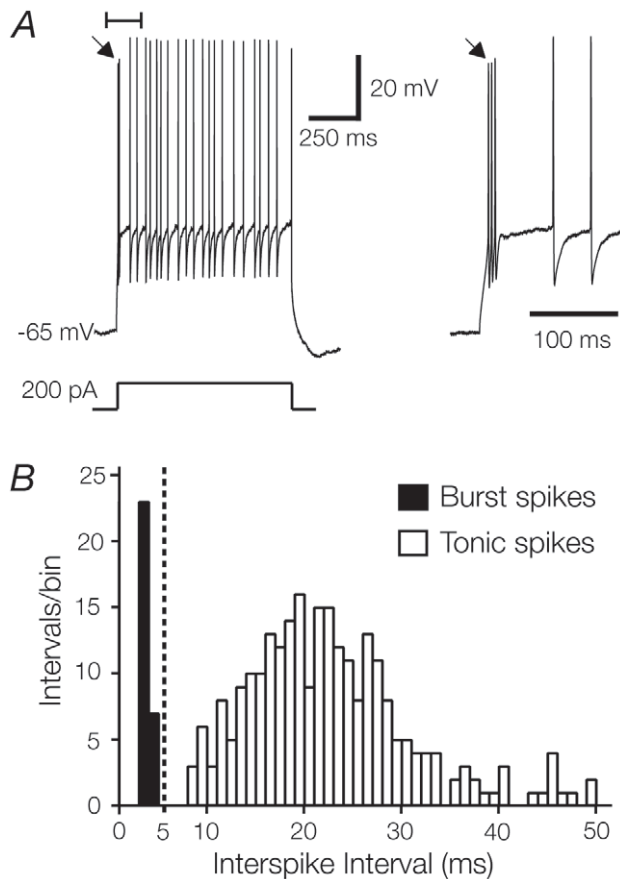 A
20 mV
250 ms
-65 mV
100 ms
200 pA
B
Intervals/bin
25
20
15
10
5
0
Burst spikes
Tonic spikes
0 5 10 20 30 40 50
Interspike Interval (ms)